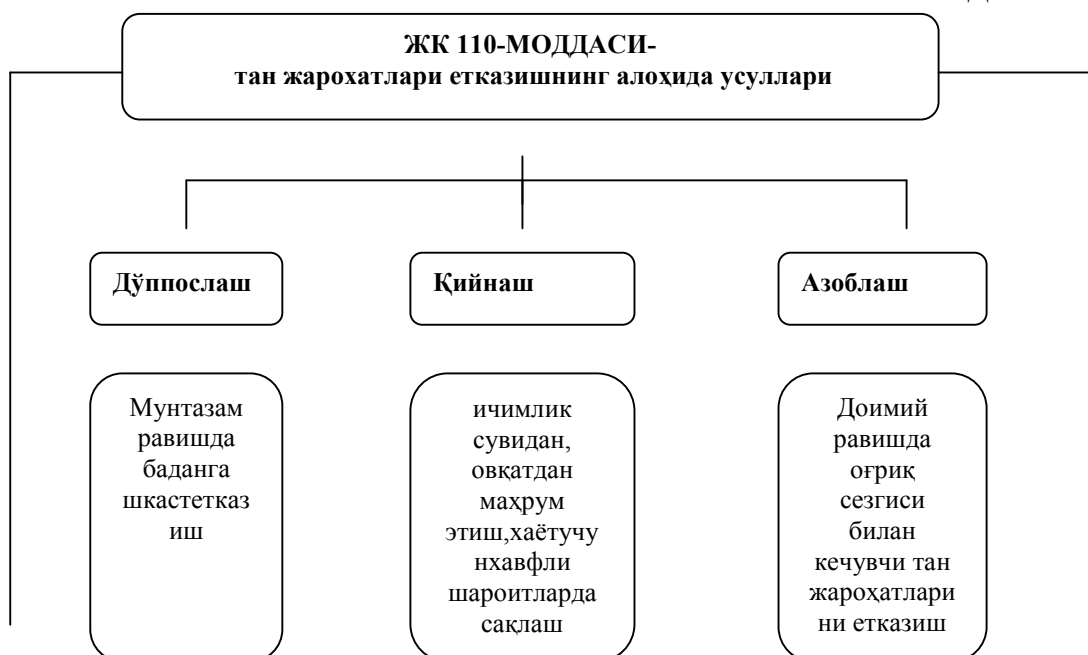 ЖК 110-МОДДАСИ-
тан жарохатлари етказишнинг алоҳида усуллари
Дўппослаш
Қийнаш
Азоблаш
Мунтазам
равишда
баданга
шкастетказ
иш
ичимлик
сувидан,
овқатдан
маҳрум
этиш,хаётучу
нхавфли
шароитларда
сақлаш
Доимий
равишда
оғриқ
сезгиси
билан
кечувчи тан
жароҳатлари
ни етказиш